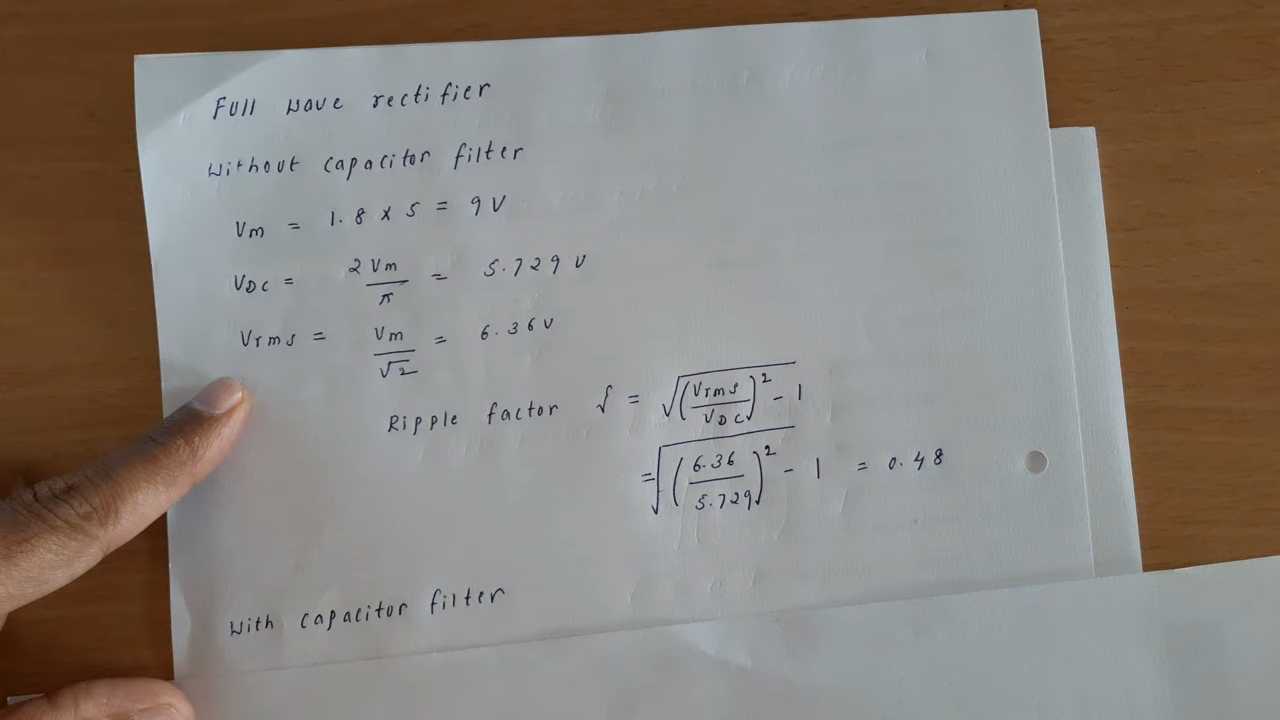 Full wave rectifier
Without capacitor filter
Vm = 1.8 x 5 = 9V
VDC = 2Vm/π = 5.729 V
Vrms = Vm/√2 = 6.36V
Ripple factor r = √((Vrms/VDC)² - 1)
= √((6.36/5.729)² - 1) = 0.48
With capacitor filter